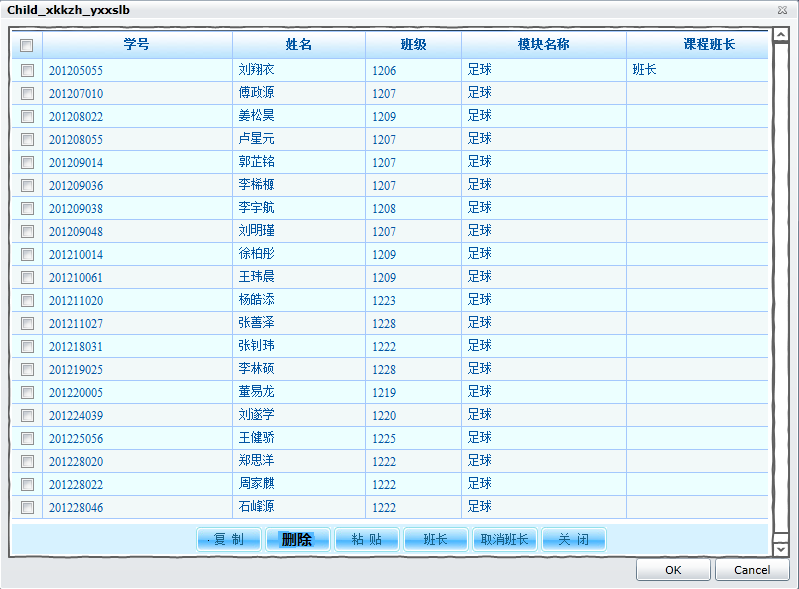 Child_xkkzh_yxxslb
学号 姓名 班级 模块名称 课程班长
201205055 刘翔衣 1206 足球 班长
201207010 傅政源 1207 足球
201208022 姜松昊 1209 足球
201208055 卢星元 1207 足球
201209014 郭芷铭 1207 足球
201209036 李桸榔 1207 足球
201209038 李宇航 1208 足球
201209048 刘明瑾 1207 足球
201210014 徐柏彤 1209 足球
201210061 王玮晨 1209 足球
201211020 杨皓添 1223 足球
201211027 张善泽 1228 足球
201218031 张钊玮 1222 足球
201219025 李林硕 1228 足球
201220005 董易龙 1219 足球
201224039 刘遂学 1220 足球
201225056 王健骄 1225 足球
201228020 郑思洋 1222 足球
201228022 周家麒 1222 足球
201228046 石峰源 1222 足球
·复 制 删除 粘 贴 班长 取消班长 关 闭
OK Cancel